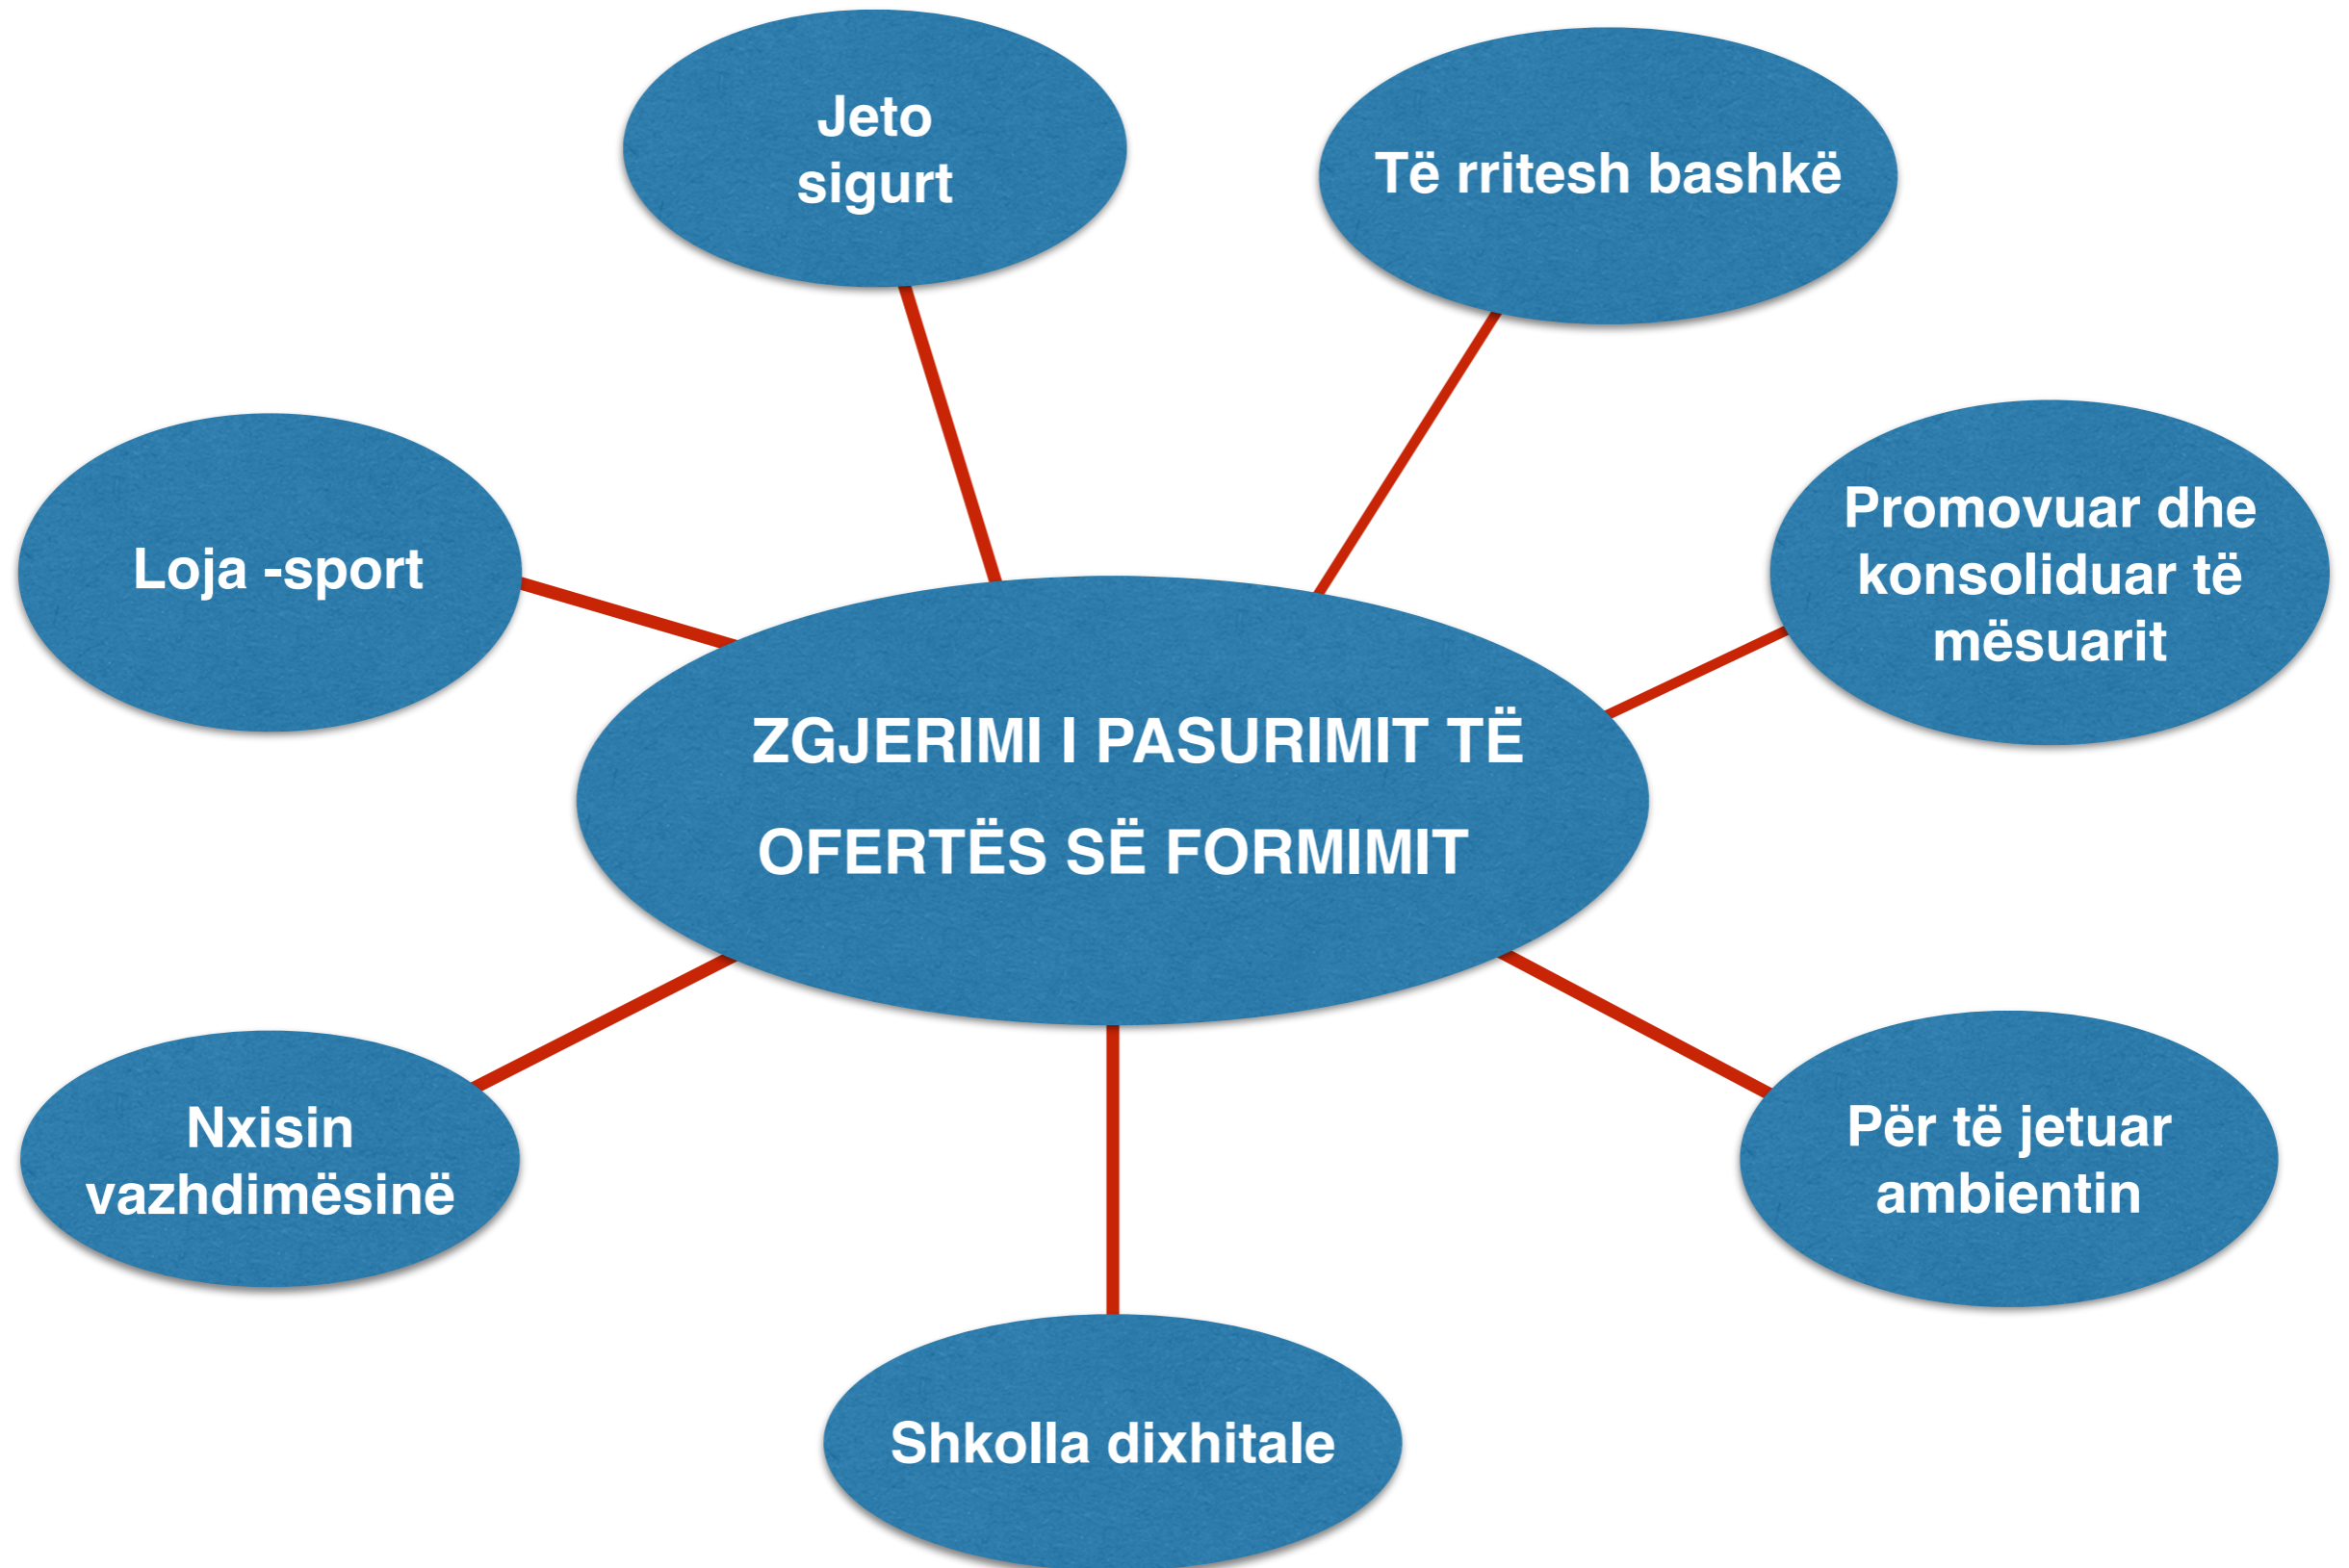 Jeto
sigurt
Të rritesh bashkë
Loja -sport
Promovuar dhe
konsoliduar të
mësuarit
ZGJERIMI I PASURIMIT TË
OFERTËS SË FORMIMIT
Nxisin
vazhdimësinë
Për të jetuar
ambientin
Shkolla dixhitale